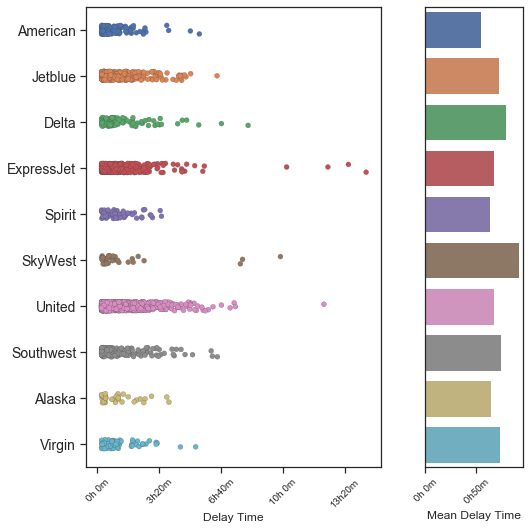 American
Jetblue
Delta
ExpressJet
Spirit
SkyWest
United
Southwest
Alaska
Virgin
0h 0m
3h20m
6h40m
10h 0m
13h20m
Delay Time
0h 0m
0h50m
Mean Delay Time